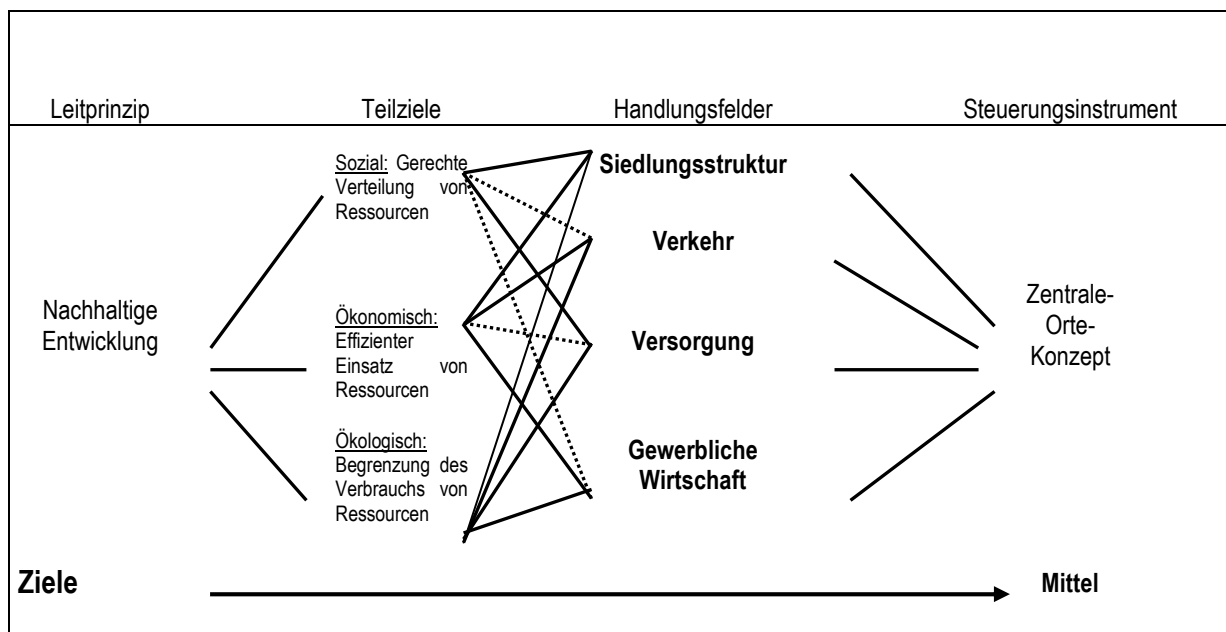 Leitprinzip Teilziele Handlungsfelder Steuerungsinstrument
Nachhaltige
Entwicklung
Sozial: Gerechte
Verteilung von
Ressourcen
Ökonomisch:
Effizienter
Einsatz von
Ressourcen
Ökologisch:
Begrenzung des
Verbrauchs von
Ressourcen
Siedlungsstruktur
Verkehr
Versorgung
Gewerbliche
Wirtschaft
Zentrale-
Orte-
Konzept
Ziele Mittel